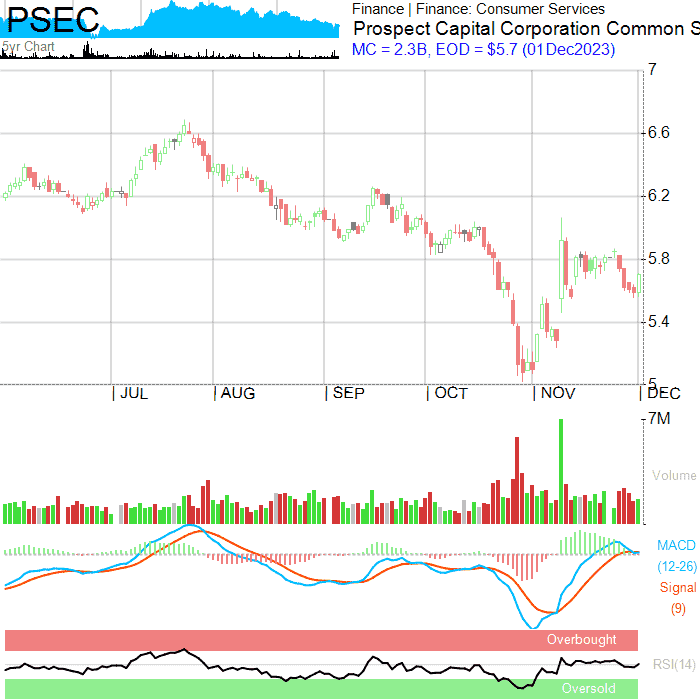 PSEC
5yr Chart
Finance | Finance: Consumer Services
Prospect Capital Corporation Common S
MC = 2.3B, EOD = $5.7 (01Dec2023)
7
6.6
6.2
5.8
5.4
5
JUL
AUG
SEP
OCT
NOV
DEC
7M
Volume
MACD
(12-26)
Signal
(9)
Overbought
RSI(14)
Oversold